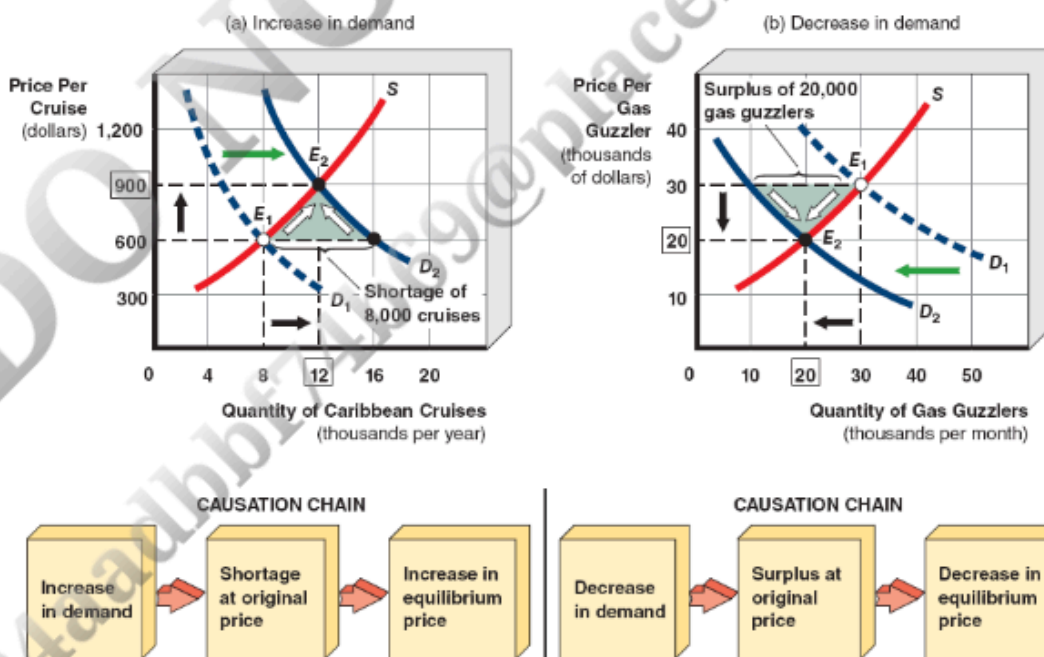 (a) Increase in demand
Price Per
Cruise
(dollars)
1,200
900
600
300
0
4
8
12
16
20
S
E2
E1
D2
D1
Shortage of
8,000 cruises
Quantity of Caribbean Cruises
(thousands per year)
(b) Decrease in demand
Price Per
Gas
Guzzler
(thousands
of dollars)
40
30
20
10
0
10
20
30
40
50
Surplus of 20,000
gas guzzlers
S
E1
E2
D1
D2
Quantity of Gas Guzzlers
(thousands per month)
CAUSATION CHAIN
Increase
in demand
Shortage
at original
price
Increase in
equilibrium
price
CAUSATION CHAIN
Decrease
in demand
Surplus at
original
price
Decrease in
equilibrium
price